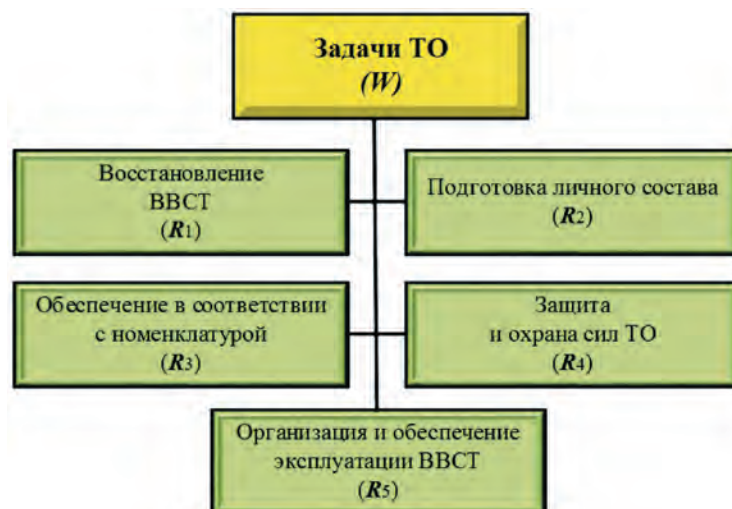 Задачи ТО
(W)
Восстановление
ВВСТ
(R1)
Подготовка личного состава
(R2)
Обеспечение в соответствии
с номенклатурой
(R3)
Защита
и охрана сил ТО
(R4)
Организация и обеспечение
эксплуатации ВВСТ
(R5)